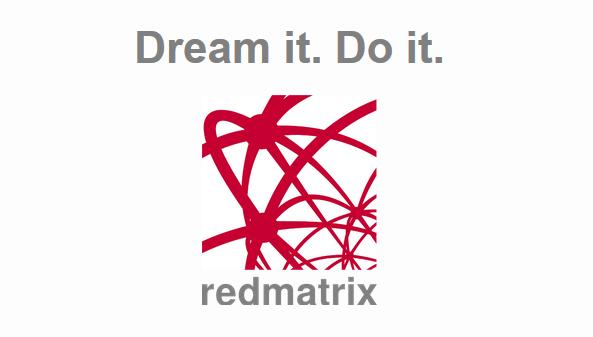 Dream it. Do it.
redmatrix